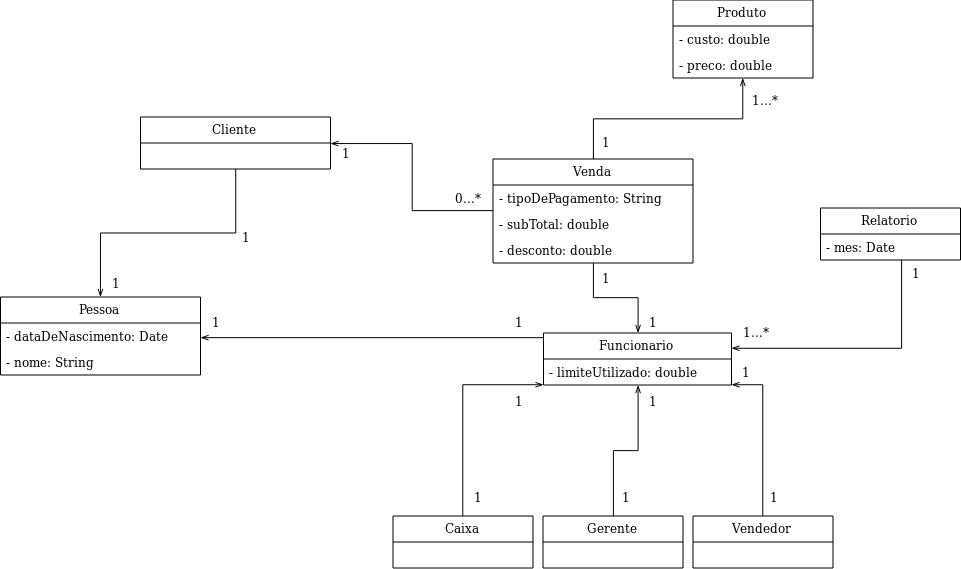 Produto
- custo: double
- preco: double
1...*
Cliente
1
1
Venda
0...*
- tipoDePagamento: String
- subTotal: double
- desconto: double
Relatorio
- mes: Date
1
1
1
1
Pessoa
- dataDeNascimento: Date
- nome: String
1
1
1
1...*
Funcionario
- limiteUtilizado: double
1
1
1
1
1
1
Caixa
Gerente
Vendedor